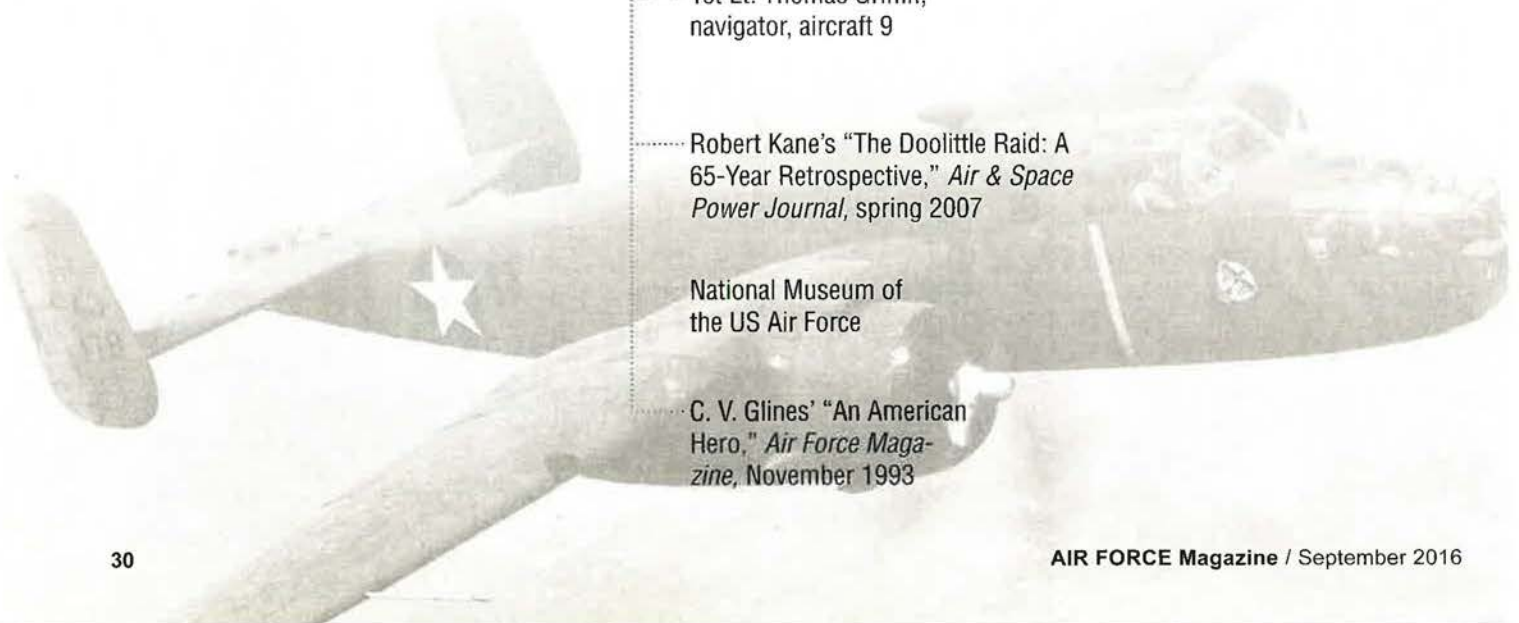 navigator, aircraft 9
Robert Kane's “The Doolittle Raid: A
65-Year Retrospective,” Air & Space
Power Journal, spring 2007
National Museum of
the US Air Force
C. V. Glines' “An American
Hero,” Air Force Maga-
zine, November 1993
30
AIR FORCE Magazine / September 2016